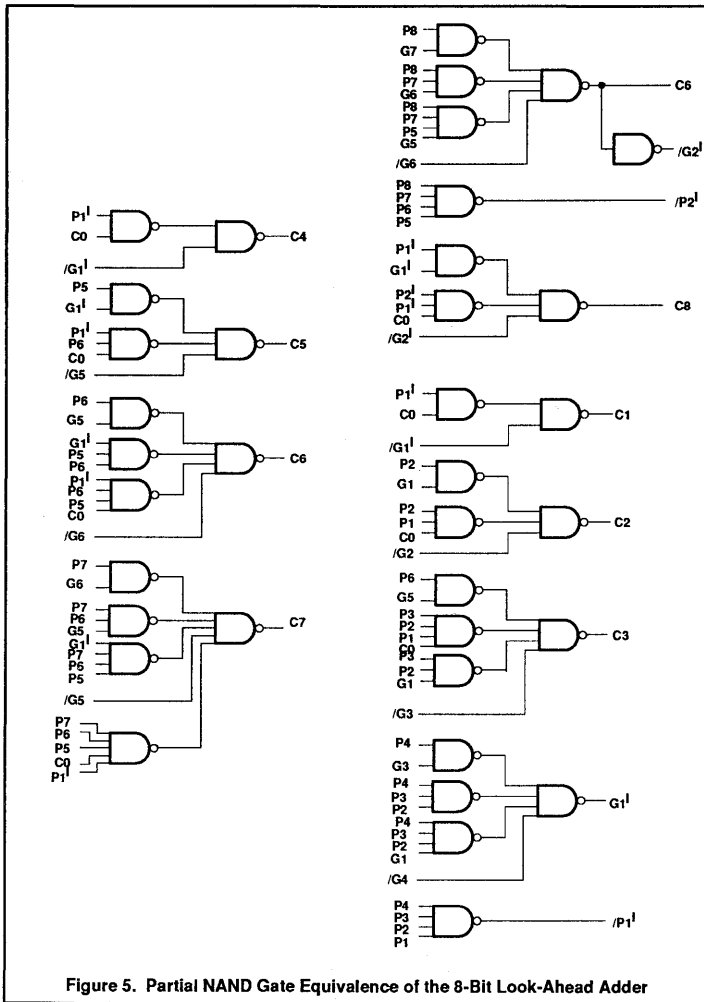 P1I
C0
/G1I
C4
P5
G1I
P1I
P6
C0
/G5
C5
P6
G5
G1I
P5
P6
P1I
P6
P5
C0
/G6
C6
P7
G6
P7
P6
G5
G1I
P7
P6
P5
/G5
P7
P6
P5
C0
P1I
C7
P8
G7
P8
P7
G6
P8
P7
P5
G5
/G6
C6
/G2I
P8
P7
P6
P5
/P2I
P1I
G1I
P2I
P1I
C0
/G2I
C8
P1I
C0
/G1I
C1
P2
G1
P2
P1
C0
/G2
C2
P6
G5
P3
P2
P1
C0
P3
P2
G1
/G3
C3
P4
G3
P4
P3
P2
P4
P3
P2
G1
/G4
G1I
P4
P3
P2
P1
/P1I
Figure 5. Partial NAND Gate Equivalence of the 8-Bit Look-Ahead Adder